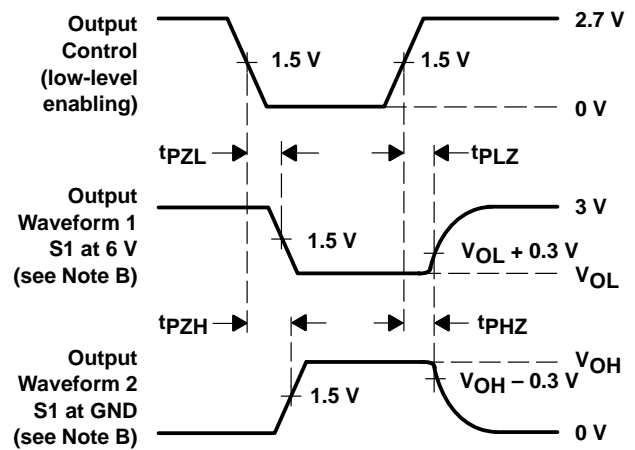 Output
Control
(low-level
enabling)
2.7 V
1.5 V
1.5 V
0 V
tPZL
tPLZ
Output
Waveform 1
S1 at 6 V
(see Note B)
3 V
1.5 V
VOL + 0.3 V
VOL
tPZH
tPHZ
Output
Waveform 2
S1 at GND
(see Note B)
VOH
1.5 V
VOH – 0.3 V
0 V